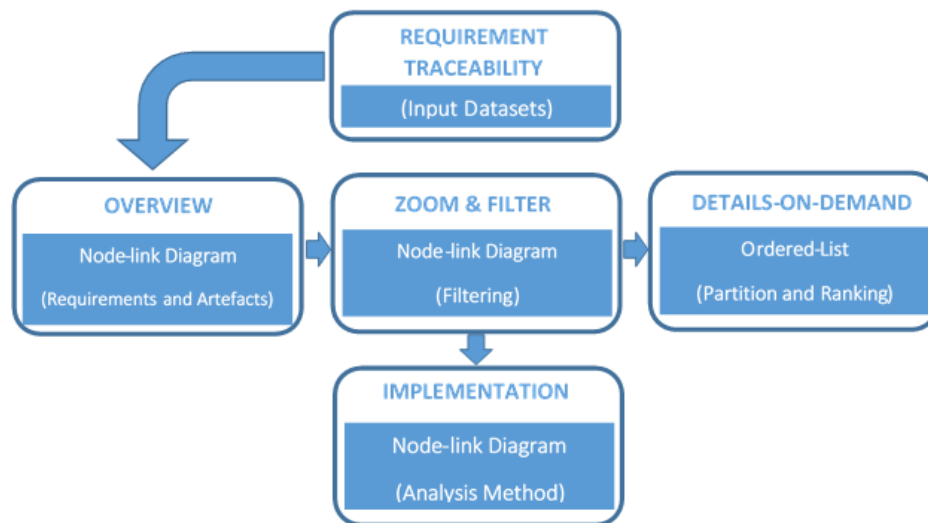 REQUIREMENT
TRACEABILITY
(Input Datasets)
OVERVIEW
Node-link Diagram
(Requirements and Artefacts)
ZOOM & FILTER
Node-link Diagram
(Filtering)
DETAILS-ON-DEMAND
Ordered-List
(Partition and Ranking)
IMPLEMENTATION
Node-link Diagram
(Analysis Method)